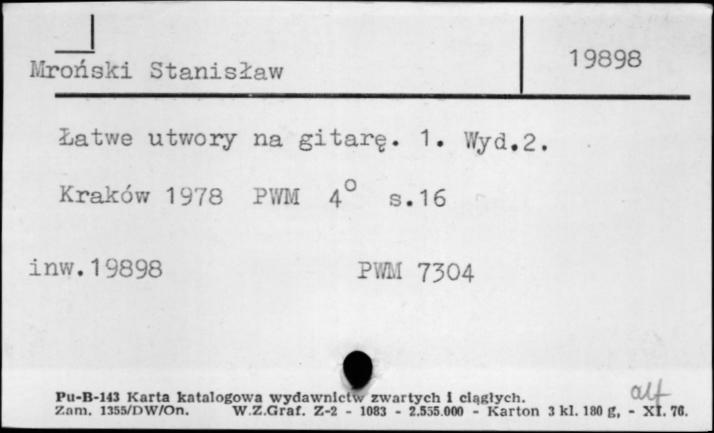 19898
Mroński Stanisław
Łatwe utwory na gitarę. 1. Wyd.2.
Kraków 1978 PWM 4° s.16
inw.19898 PWM 7304
alf
Pu-B-143 Karta katalogowa wydawnictw zwartych i ciągłych.
Zam. 1355/DW/On. W.Z.Graf. Z-2 - 1083 - 2.555.000 - Karton 3 kl. 180 g, - XI. 76.